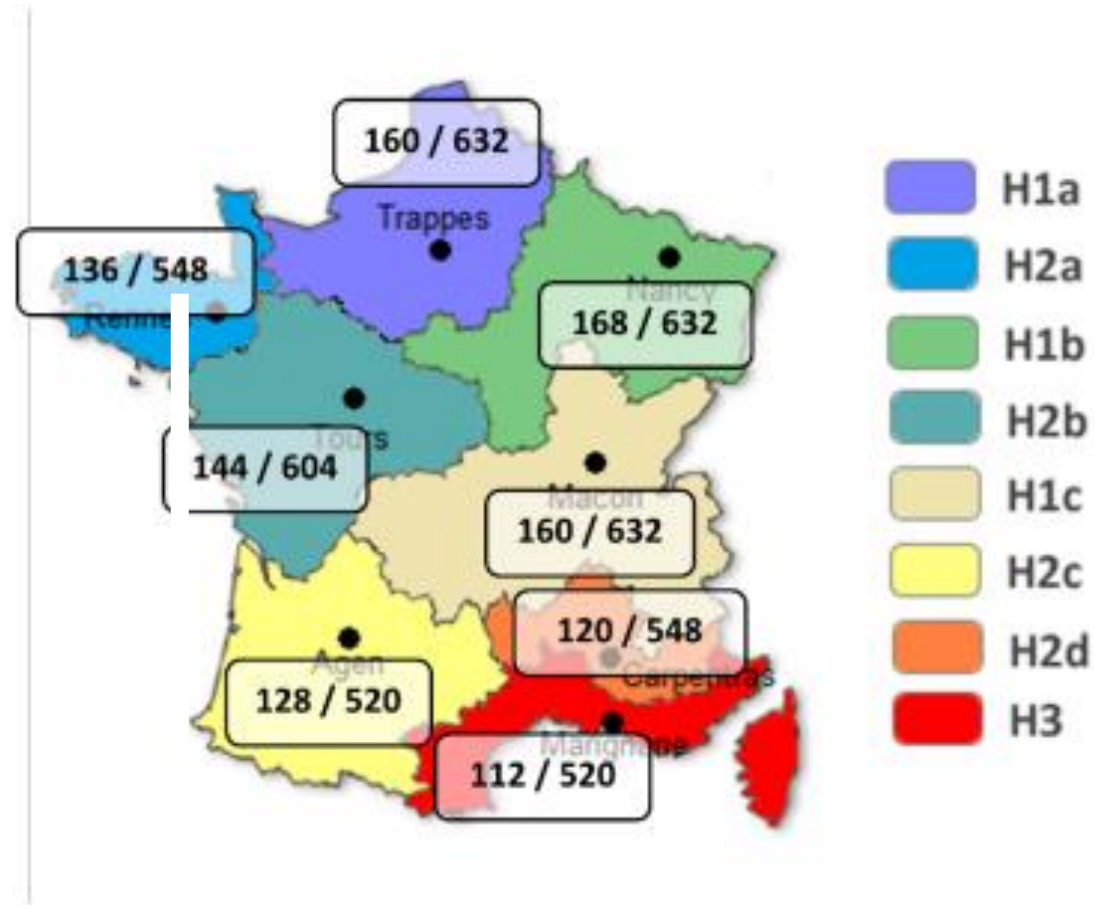 160 / 632
Trappes
136 / 548
Nancy
168 / 632
Tours
144 / 604
Macon
160 / 632
120 / 548
Agen
Carpentras
128 / 520
112 / 520
H1a
H2a
H1b
H2b
H1c
H2c
H2d
H3